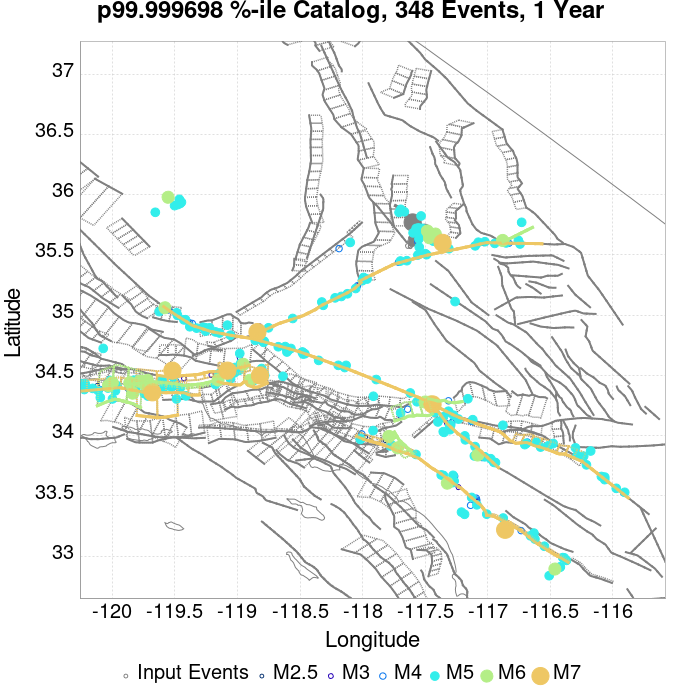 p99.999698 %-ile Catalog, 348 Events, 1 Year
37
36.5
36
35.5
35
34.5
34
33.5
33
Latitude
-120 -119.5 -119 -118.5 -118 -117.5 -117 -116.5 -116
Longitude
Input Events M2.5 M3 M4 M5 M6 M7